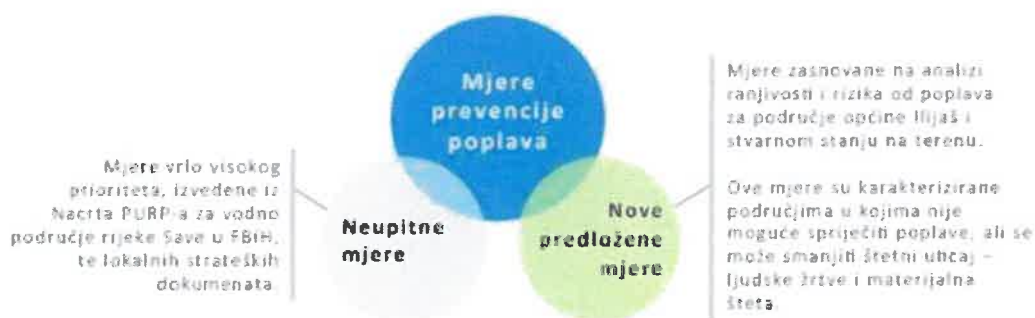 Mjere
prevencije
poplava
Mjere vrlo visokog
prioriteta, izvedene iz
Nacrta PURP-a za vodno
područje rijeke Save u FBiH,
te lokalnih strateških
dokumenata.
Neupitne
mjere
Nove
predložene
mjere
Mjere zasnovane na analizi
ranjivosti i rizika od poplava
za područje općine Ilijaš i
stvarnom stanju na terenu.
Ove mjere su karakterizirane
područjima u kojima nije
moguće spriječiti poplave, ali se
može smanjiti štetni uticaj –
ljudske žrtve i materijalna
šteta.